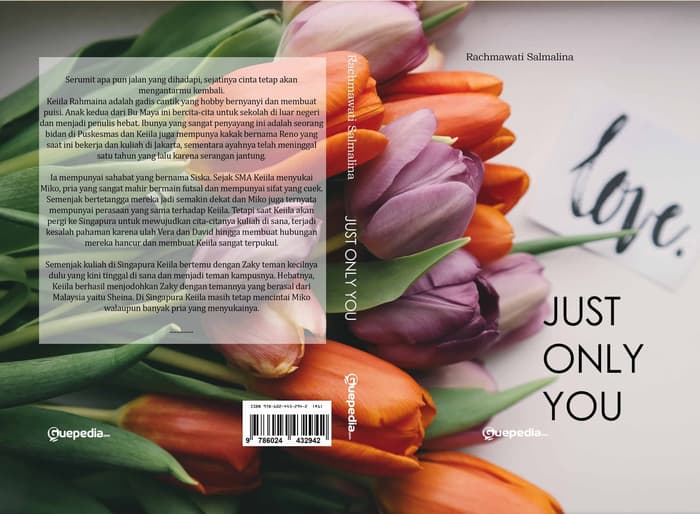 Serumit apa pun jalan yang dihadapi, sejatinya cinta tetap akan
mengantarmu kembali.
Keiila Rahmaina adalah gadis cantik yang hobby bernyanyi dan membuat
puisi. Anak kedua dari Bu Maya ini bercita-cita untuk sekolah di luar negeri
dan menjadi penulis hebat. Ibunya yang sangat penyayang ini adalah seorang
bidan di Puskesmas dan Keiila juga mempunya kakak bernama Reno yang
saat ini bekerja dan kuliah di Jakarta, sementara ayahnya telah meninggal
satu tahun yang lalu karena serangan jantung.
Ia mempunyai sahabat yang bernama Siska. Sejak SMA Keiila menyukai
Miko, pria yang sangat mahir bermain futsal dan mempunyai sifat yang cuek.
Semenjak bertetangga mereka jadi semakin dekat dan Miko juga ternyata
mempunyai perasaan yang sama terhadap Keiila. Tetapi saat Keiila akan
pergi ke Singapura untuk mewujudkan cita-citanya kuliah di sana, terjadi
kesalah pahaman karena ulah Vera dan David hingga membuat hubungan
mereka hancur dan membuat Keiila sangat terpukul.
Semenjak kuliah di Singapura Keiila bertemu dengan Zaky teman kecilnya
dulu yang kini tinggal di sana dan menjadi teman kampusnya. Hebatnya,
Keiila berhasil menjodohkan Zaky dengan temannya yang berasal dari
Malaysia yaitu Sheina. Di Singapura Keiila masih tetap mencintai Miko
walaupun banyak pria yang menyukainya.
Guepedia
ISBN 978-602-443-294-2
9 786024 432942
Rachmawati Salmalina
JUST ONLY YOU
Guepedia
Rachmawati Salmalina
love.
JUST
ONLY
YOU
Guepedia